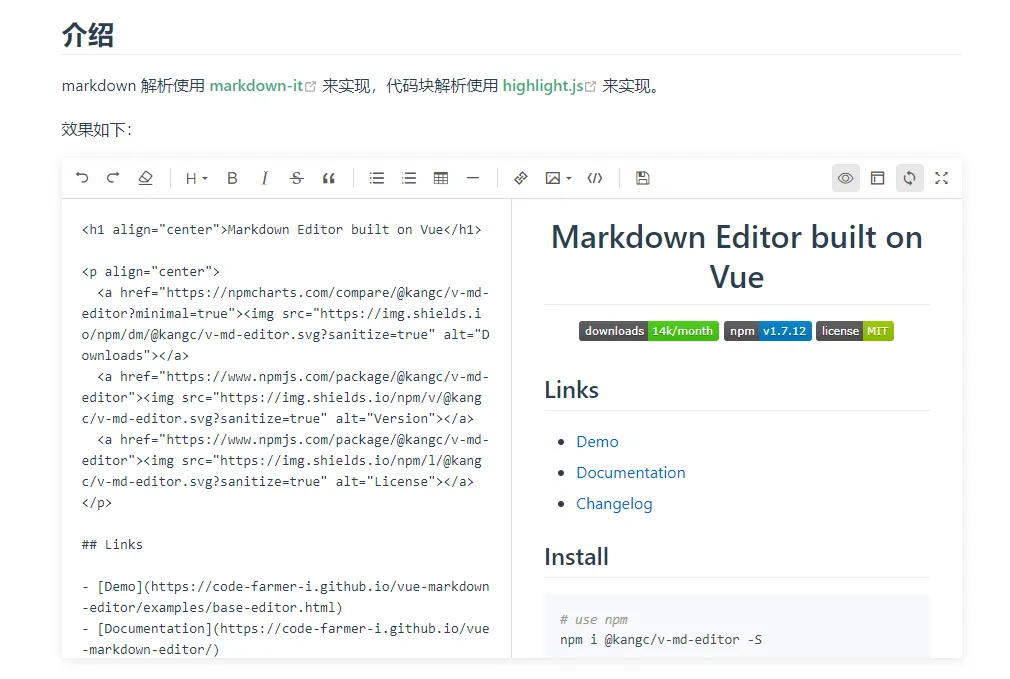 介绍
markdown 解析使用 markdown-it 来实现，代码块解析使用 highlight.js 来实现。
效果如下：
H B I S
<h1 align="center">Markdown Editor built on Vue</h1>
<p align="center">
<a href="https://npmcharts.com/compare/@kangc/v-md-
editor?minimal=true"><img src="https://img.shields.i
o/npm/dm/@kangc/v-md-editor.svg?sanitize=true" alt="D
ownloads"></a>
<a href="https://www.npmjs.com/package/@kangc/v-md-
editor"><img src="https://img.shields.io/npm/v/@kang
c/v-md-editor.svg?sanitize=true" alt="Version"></a>
<a href="https://www.npmjs.com/package/@kangc/v-md-
editor"><img src="https://img.shields.io/npm/l/@kang
c/v-md-editor.svg?sanitize=true" alt="License"></a>
</p>
## Links
- [Demo](https://code-farmer-i.github.io/vue-markdown
-editor/examples/base-editor.html)
- [Documentation](https://code-farmer-i.github.io/vue
-markdown-editor/)
Markdown Editor built on
Vue
downloads 14k/month npm v1.7.12 license MIT
Links
Demo
Documentation
Changelog
Install
# use npm
npm i @kangc/v-md-editor -S